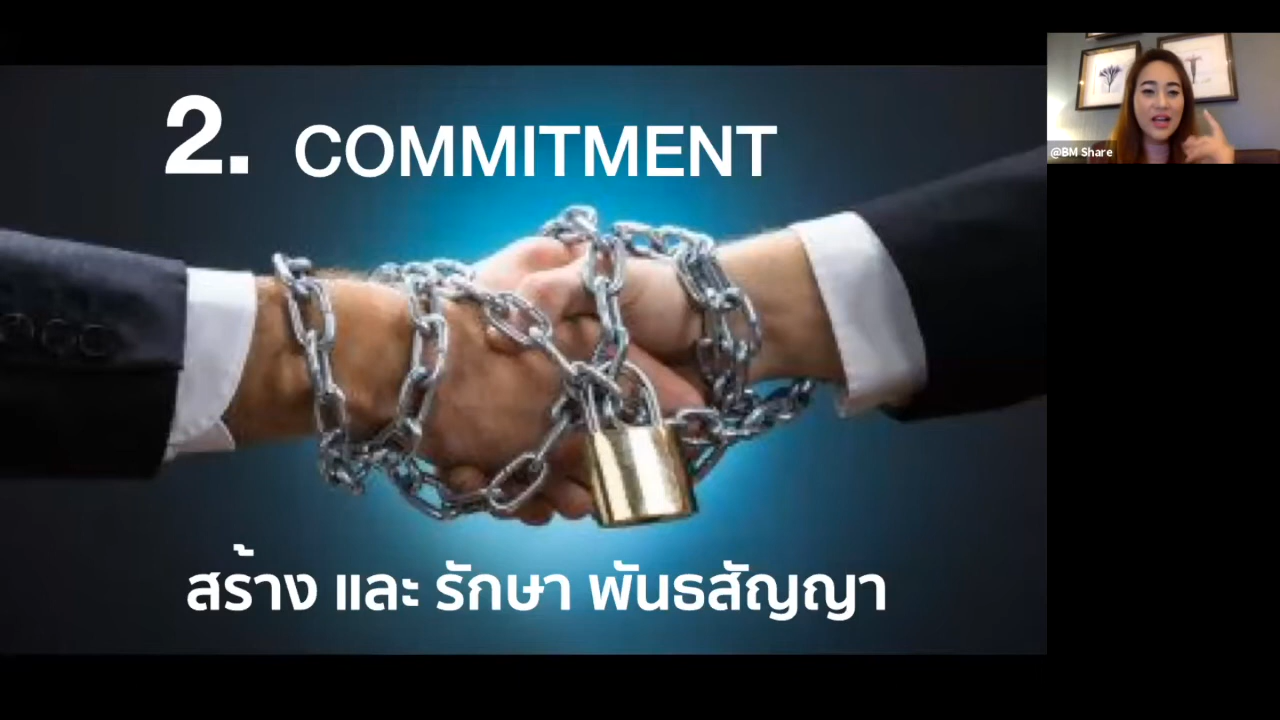 2. COMMITMENT
@BM Share
สร้าง และ รักษา พันธสัญญา